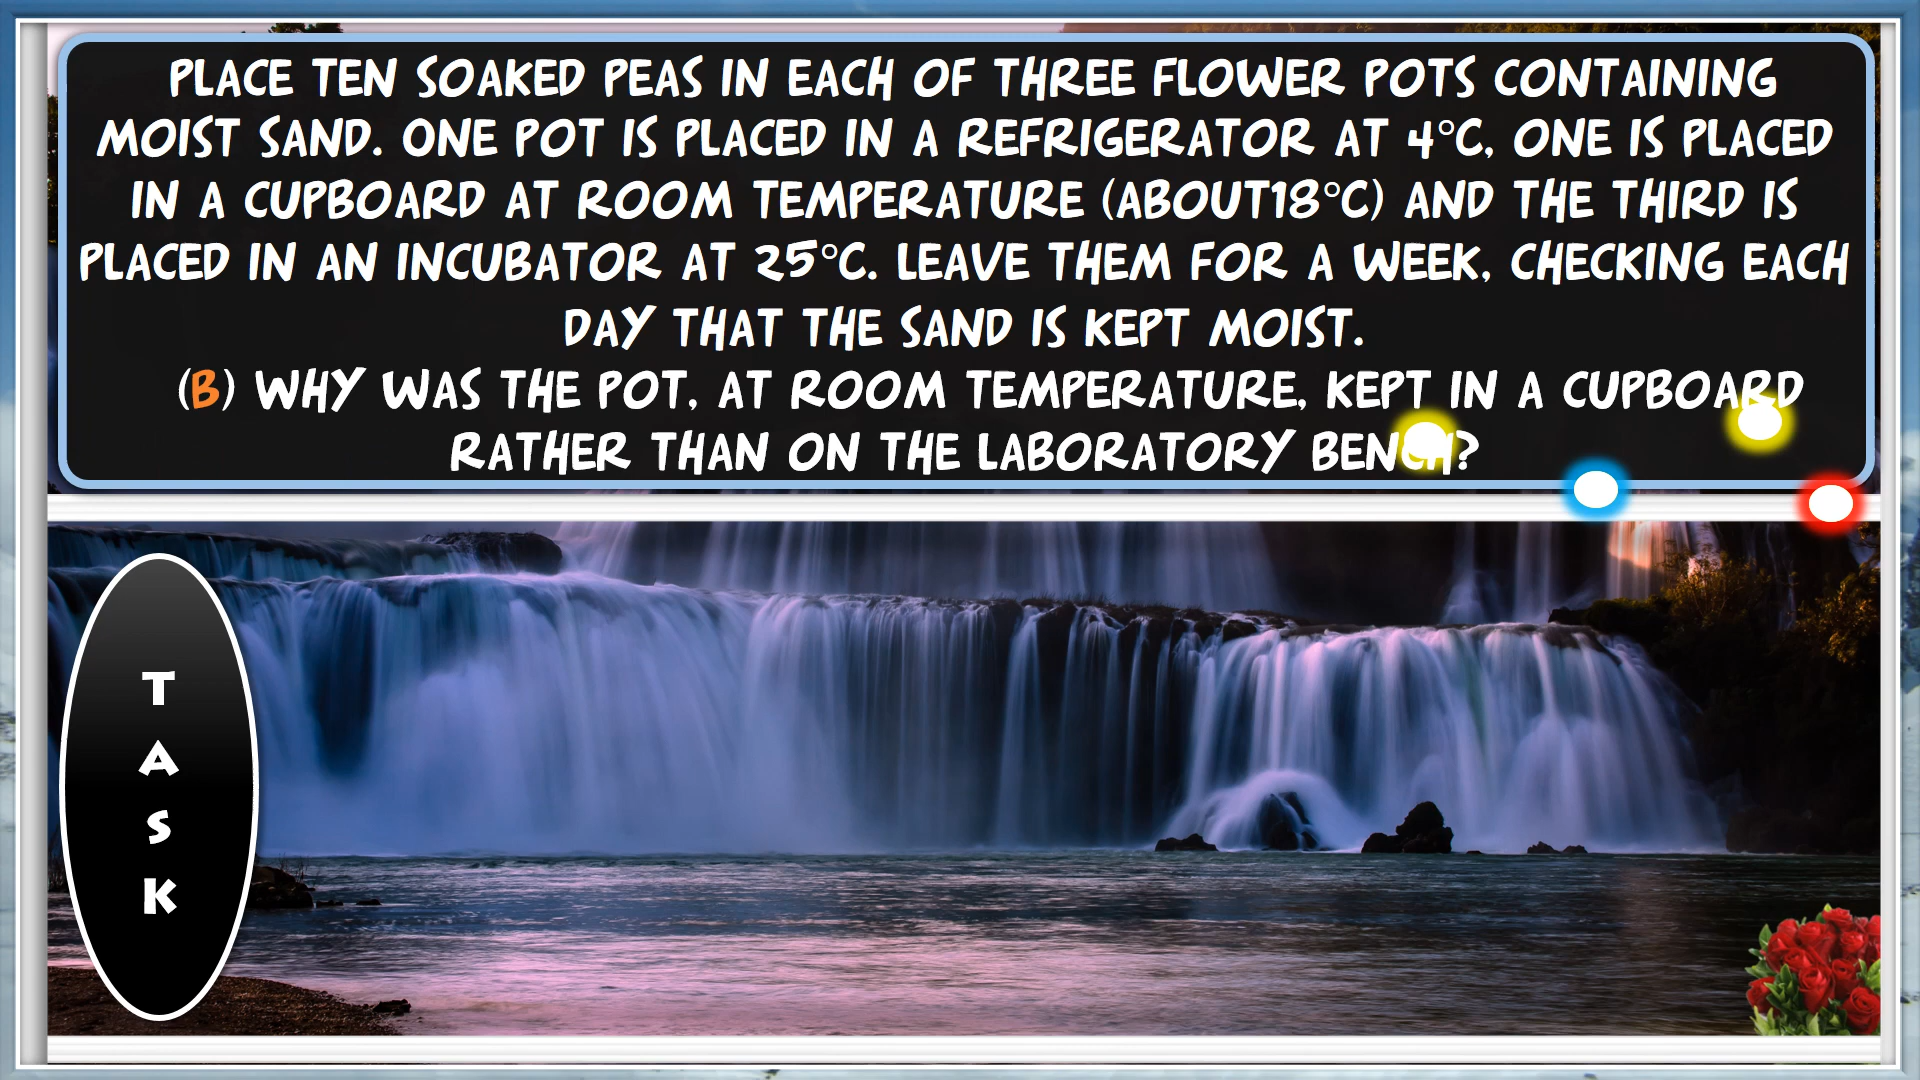 PLACE TEN SOAKED PEAS IN EACH OF THREE FLOWER POTS CONTAINING
MOIST SAND. ONE POT IS PLACED IN A REFRIGERATOR AT 4°C, ONE IS PLACED
IN A CUPBOARD AT ROOM TEMPERATURE (ABOUT18°C) AND THE THIRD IS
PLACED IN AN INCUBATOR AT 25°C. LEAVE THEM FOR A WEEK, CHECKING EACH
DAY THAT THE SAND IS KEPT MOIST.
(B) WHY WAS THE POT, AT ROOM TEMPERATURE, KEPT IN A CUPBOARD
RATHER THAN ON THE LABORATORY BENCH?
T
A
S
K